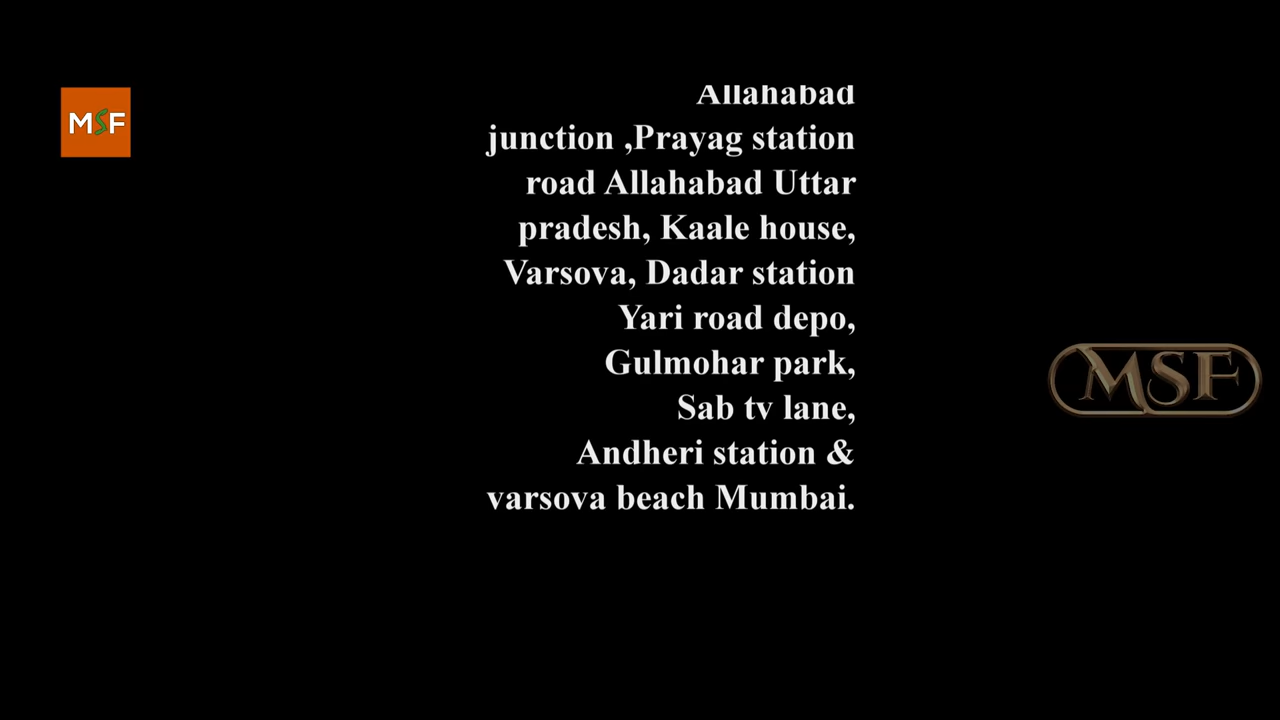 MSF
Allahabad
junction ,Prayag station
road Allahabad Uttar
pradesh, Kaale house,
Varsova, Dadar station
Yari road depo,
Gulmohar park,
Sab tv lane,
Andheri station &
varsova beach Mumbai.
MSF